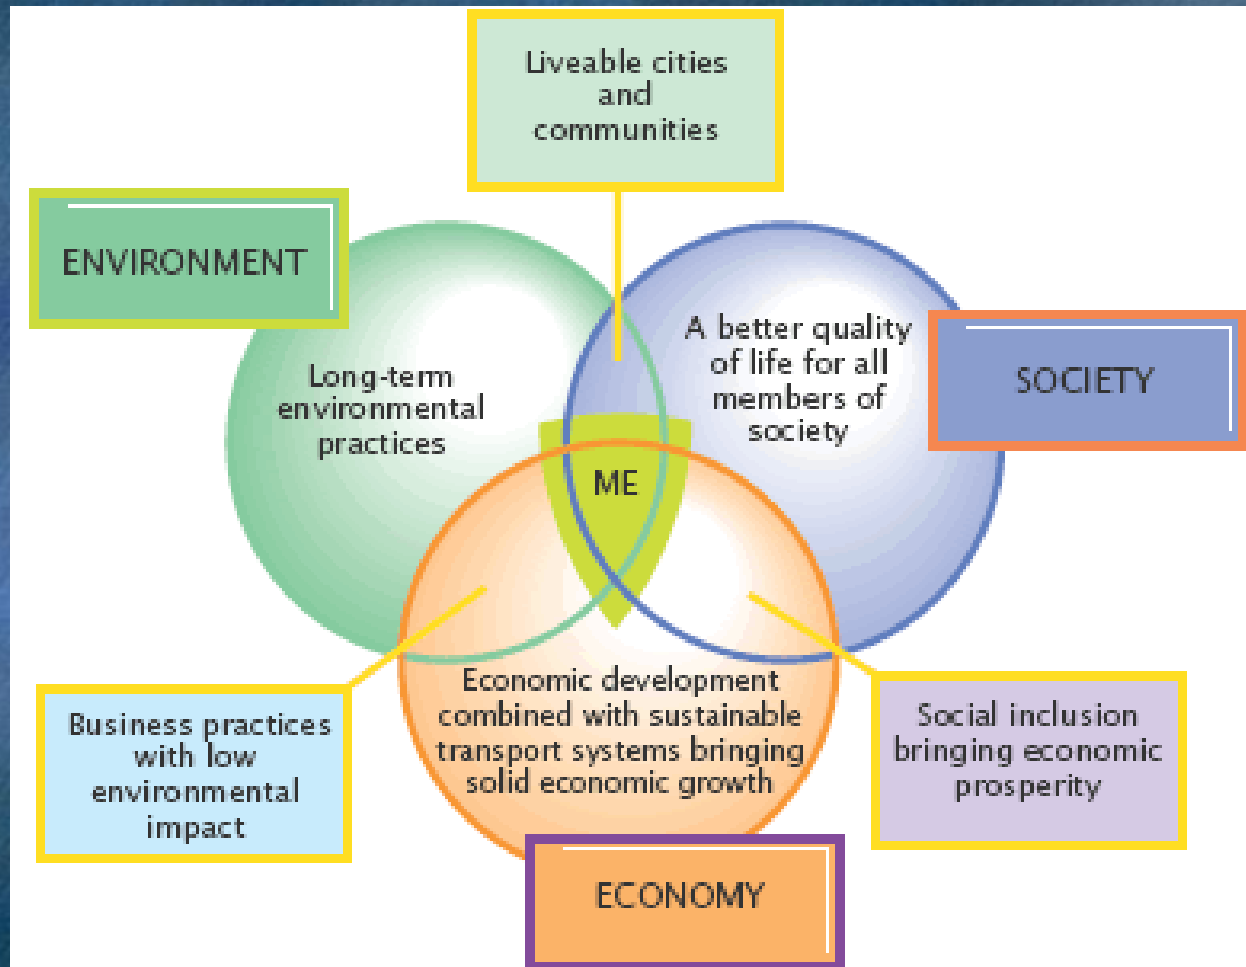 Liveable cities
and
communities
ENVIRONMENT
A better quality
of life for all
members of
society
SOCIETY
Long-term
environmental
practices
ME
Economic development
combined with sustainable
transport systems bringing
solid economic growth
Business practices
with low
environmental
impact
Social inclusion
bringing economic
prosperity
ECONOMY